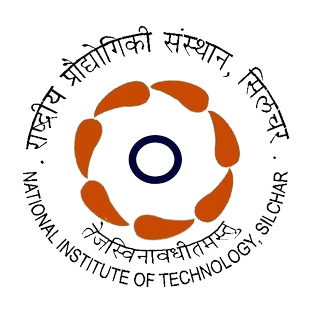 राष्ट्रीय प्रौद्योगिकी संस्थान, सिलचर
तेजस्विनावधीतमस्तु
NATIONAL INSTITUTE OF TECHNOLOGY, SILCHAR